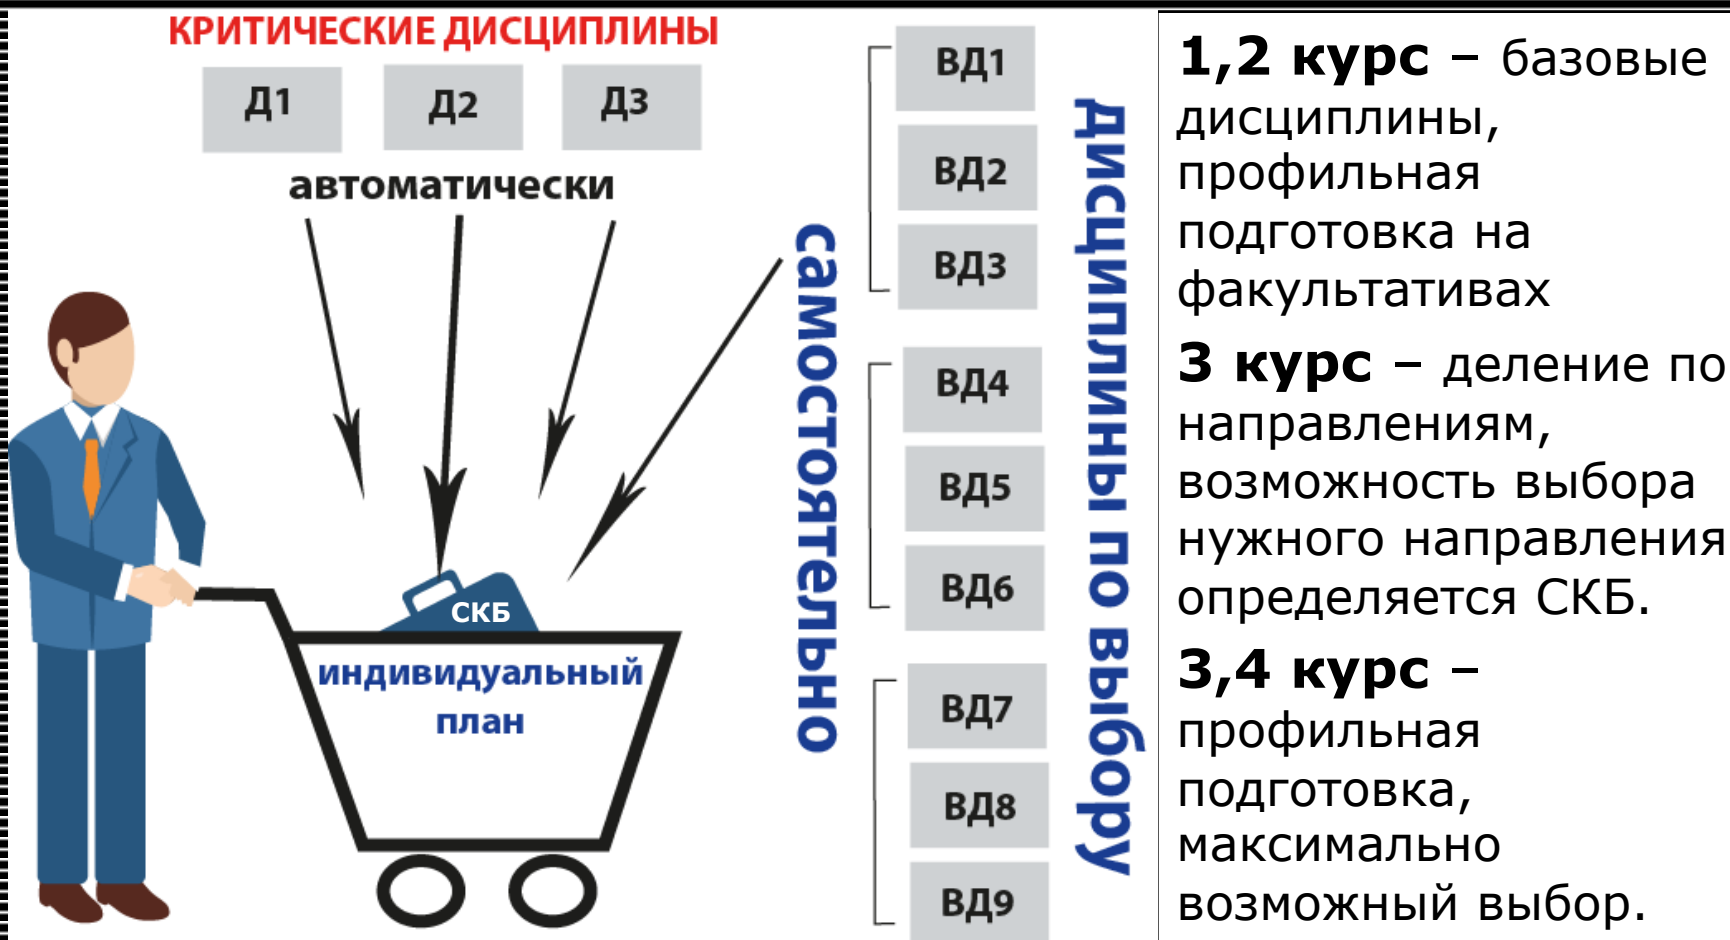 КРИТИЧЕСКИЕ ДИСЦИПЛИНЫ
Д1
Д2
Д3
автоматически
самостоятельно
ВД1
ВД2
ВД3
ВД4
ВД5
ВД6
ВД7
ВД8
ВД9
дисциплины по выбору
СКБ
индивидуальный
план
1,2 курс – базовые
дисциплины,
профильная
подготовка на
факультативах
3 курс – деление по
направлениям,
возможность выбора
нужного направления
определяется СКБ.
3,4 курс –
профильная
подготовка,
максимально
возможный выбор.